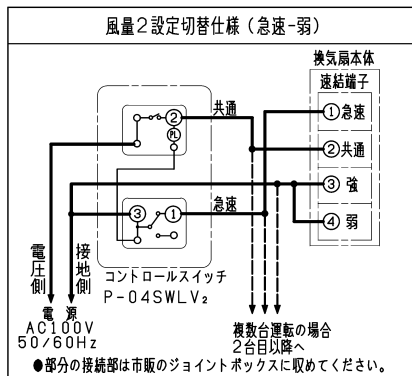 風量2設定切替仕様(急速-弱)
換気扇本体
速結端子
共通
②
PL
①急速
②共通
③ 強
④ 弱
急速
③
①
電圧側
接地側
コントロールスイッチ
P-04SWLV₂
電 源
AC100V
50/60Hz
複数台運転の場合
2台目以降へ
●部分の接続部は市販のジョイントボックスに収めてください。